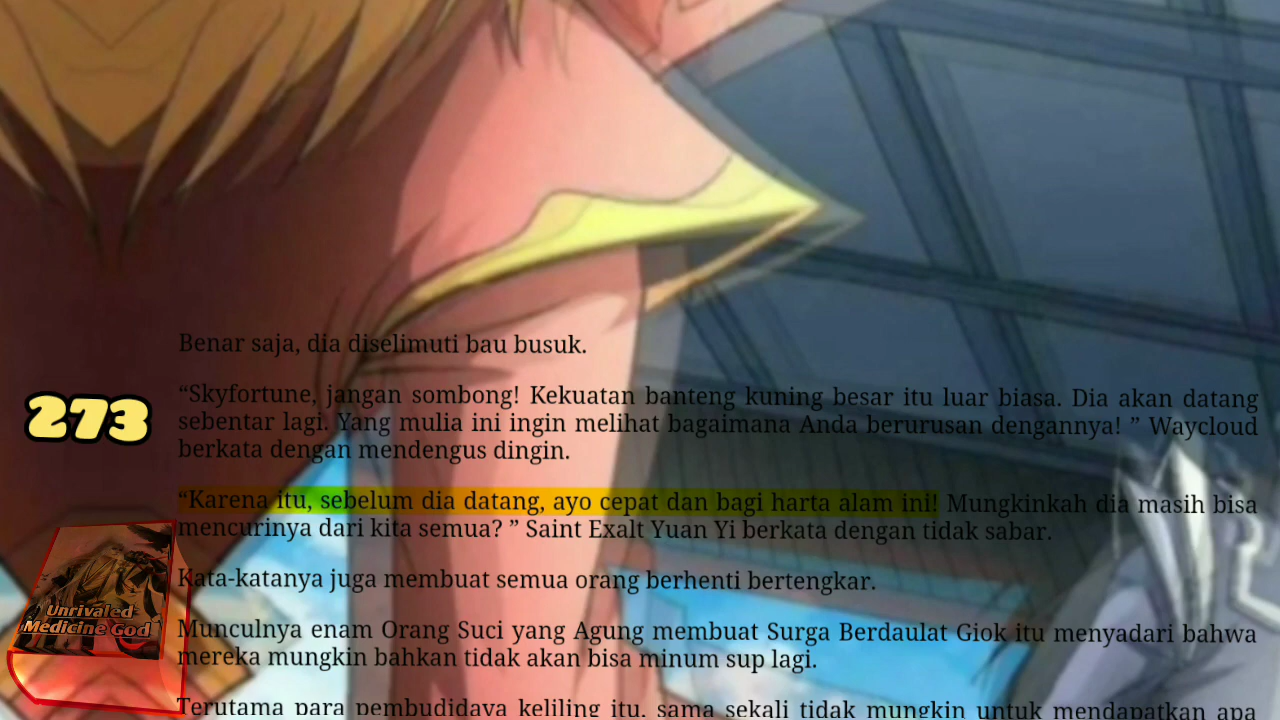 Benar saja, dia diselimuti bau busuk.
“Skyfortune, jangan sombong! Kekuatan banteng kuning besar itu luar biasa. Dia akan datang
sebentar lagi. Yang mulia ini ingin melihat bagaimana Anda berurusan dengannya! ” Waycloud
berkata dengan mendengus dingin.
273
“Karena itu, sebelum dia datang, ayo cepat dan bagi harta alam ini! Mungkinkah dia masih bisa
mencurinya dari kita semua? ” Saint Exalt Yuan Yi berkata dengan tidak sabar.
Kata-katanya juga membuat semua orang berhenti bertengkar.
Unrivaled
Medicine God
Munculnya enam Orang Suci yang Agung membuat Surga Berdaulat Giok itu menyadari bahwa
mereka mungkin bahkan tidak akan bisa minum sup lagi.
Terutama para pembudidaya keliling itu, sama sekali tidak mungkin untuk mendapatkan apa